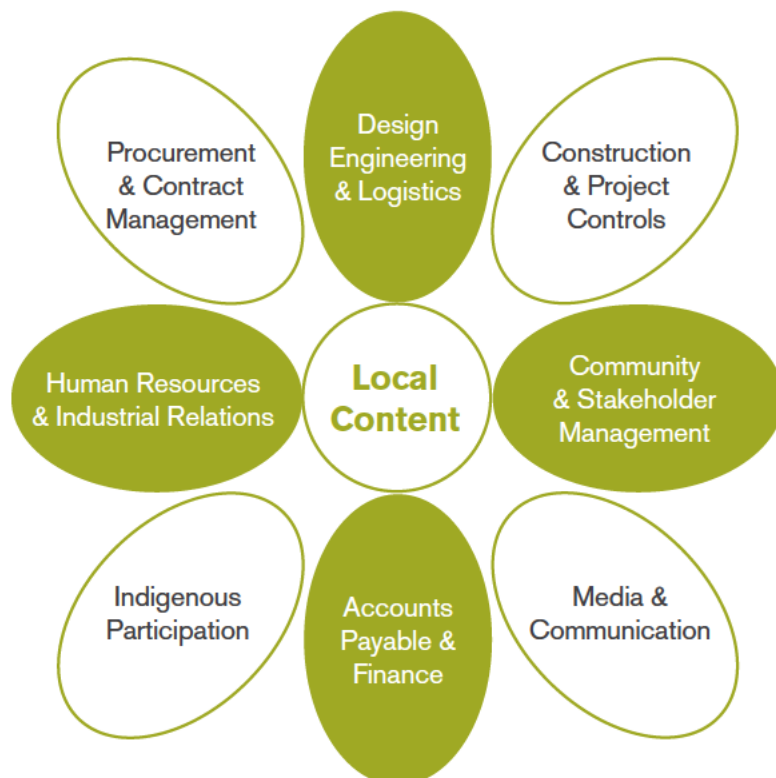 Design
Engineering
& Logistics
Procurement
& Contract
Management
Construction
& Project
Controls
Human Resources
& Industrial Relations
Local
Content
Community
& Stakeholder
Management
Indigenous
Participation
Accounts
Payable &
Finance
Media &
Communication